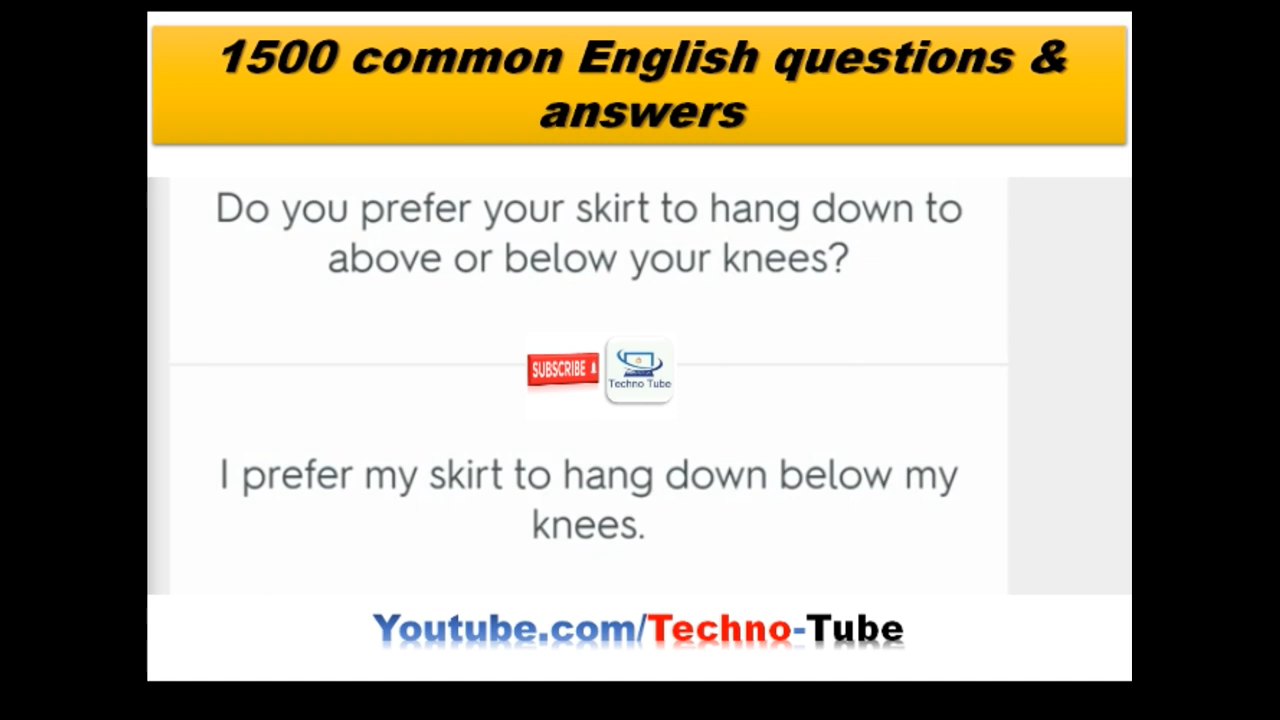 1500 common English questions &
answers
Do you prefer your skirt to hang down to
above or below your knees?
SUBSCRIBE
Techno Tube
I prefer my skirt to hang down below my
knees.
Youtube.com/Techno-Tube